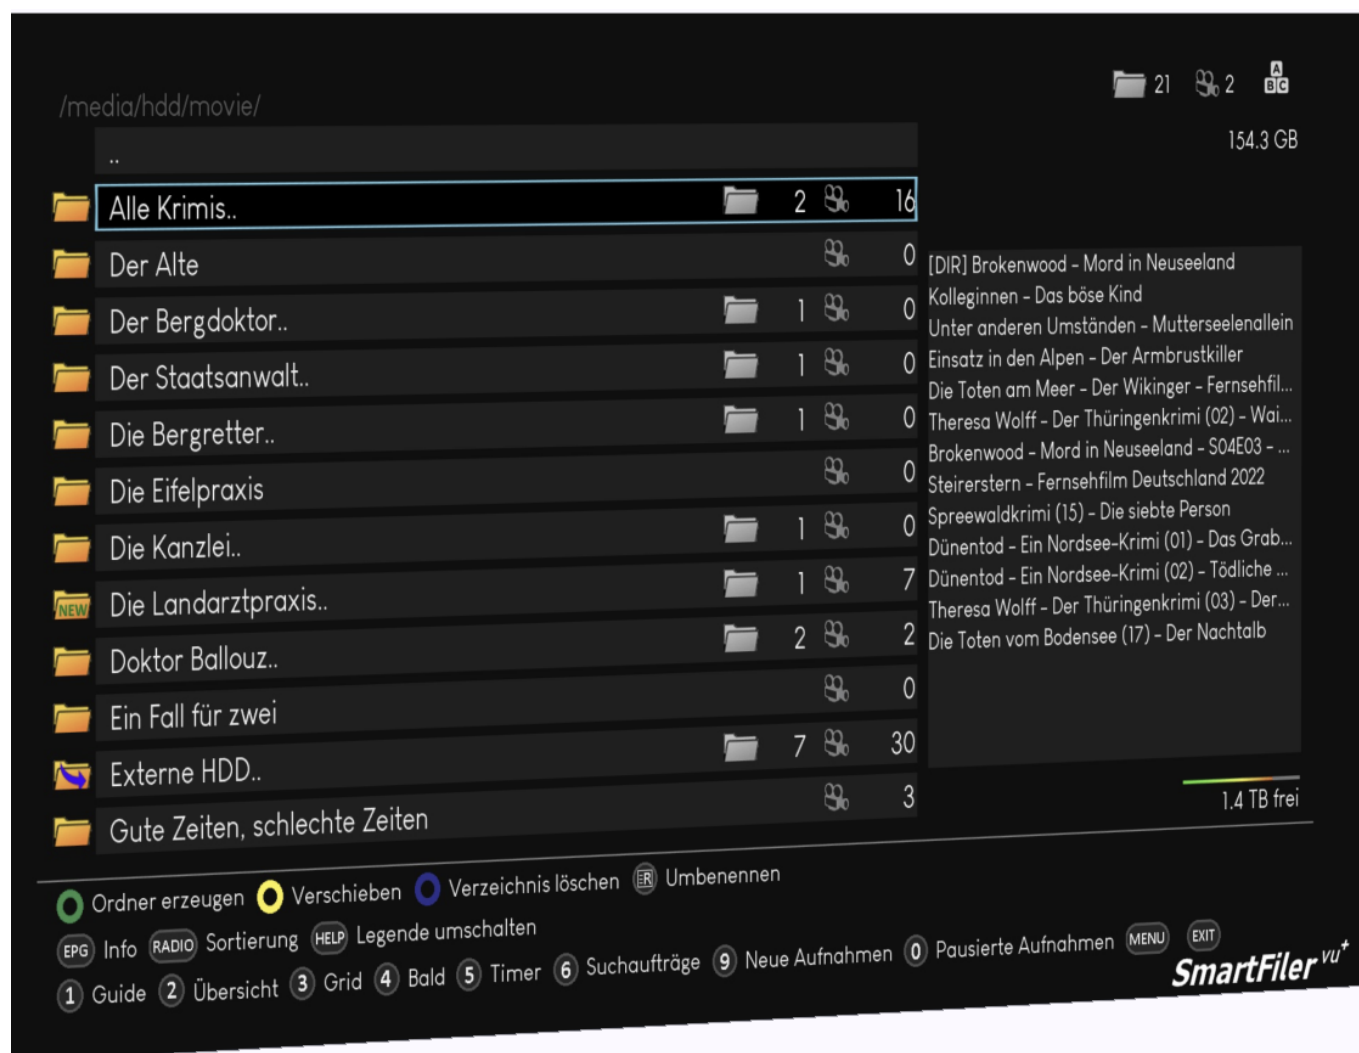 /media/hdd/movie/
21 2 A B C
154.3 GB
..
Alle Krimis.. 2 16
Der Alte 0
Der Bergdoktor.. 1 0
Der Staatsanwalt.. 1 0
Die Bergretter.. 1 0
Die Eifelpraxis 0
Die Kanzlei.. 1 0
NEW Die Landarztpraxis.. 1 7
Doktor Ballouz.. 2 2
Ein Fall für zwei 0
Externe HDD.. 7 30
Gute Zeiten, schlechte Zeiten 3
[DIR] Brokenwood - Mord in Neuseeland
Kolleginnen - Das böse Kind
Unter anderen Umständen - Mutterseelenallein
Einsatz in den Alpen - Der Armbrustkiller
Die Toten am Meer - Der Wikinger - Fernsehfil...
Theresa Wolff - Der Thüringenkrimi (02) - Wai...
Brokenwood - Mord in Neuseeland - S04E03 - ...
Steirerstern - Fernsehfilm Deutschland 2022
Spreewaldkrimi (15) - Die siebte Person
Dünentod - Ein Nordsee-Krimi (01) - Das Grab...
Dünentod - Ein Nordsee-Krimi (02) - Tödliche ...
Theresa Wolff - Der Thüringenkrimi (03) - Der...
Die Toten vom Bodensee (17) - Der Nachtalb
1.4 TB frei
Ordner erzeugen Verschieben Verzeichnis löschen R Umbenennen
EPG Info RADIO Sortierung HELP Legende umschalten
1 Guide 2 Übersicht 3 Grid 4 Bald 5 Timer 6 Suchaufträge 9 Neue Aufnahmen 0 Pausierte Aufnahmen MENU EXIT
SmartFiler vu+